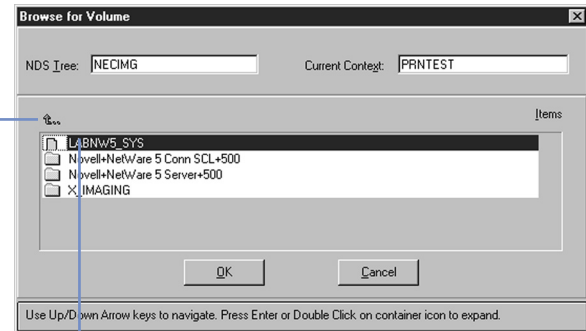 Browse for Volume
NDS Tree: NECIMG Current Context: PRNTEST
Items
LABNW5_SYS
Novell+NetWare 5 Conn SCL+500
Novell+NetWare 5 Server+500
X_IMAGING
OK Cancel
Use Up/Down Arrow keys to navigate. Press Enter or Double Click on container icon to expand.